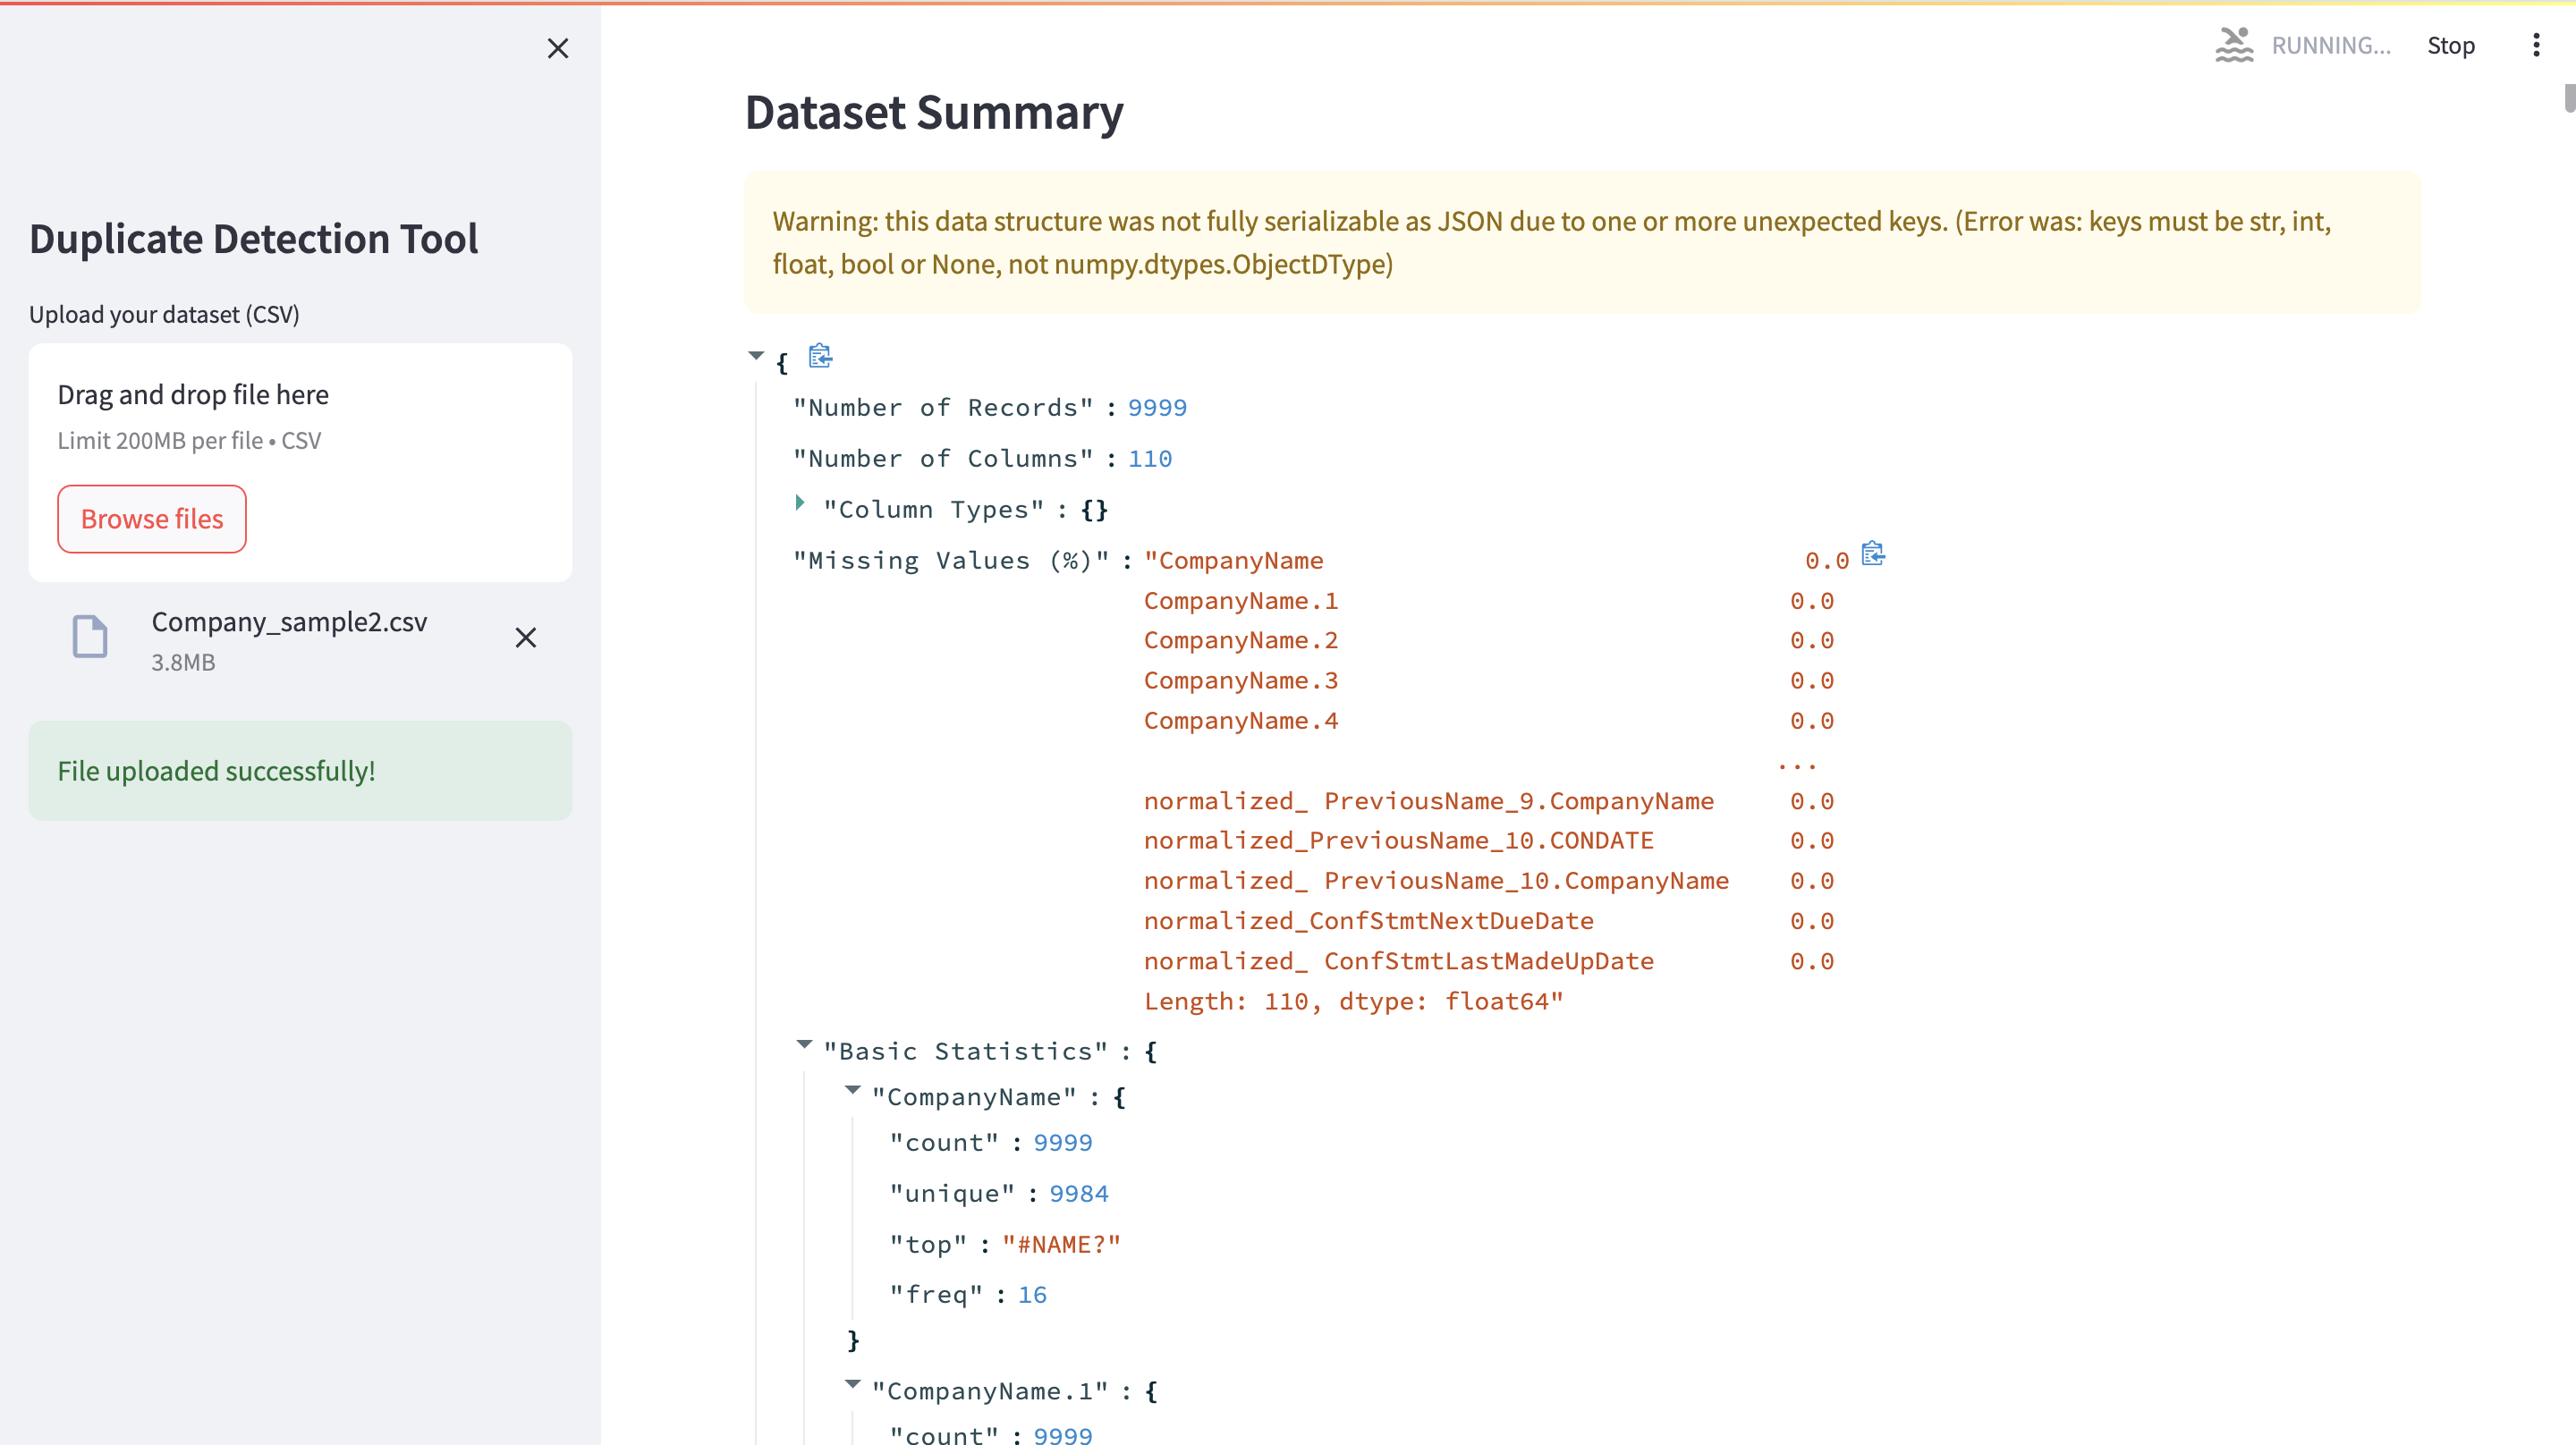 RUNNING...
Stop
Duplicate Detection Tool
Upload your dataset (CSV)
Drag and drop file here
Limit 200MB per file • CSV
Browse files
Company_sample2.csv
3.8MB
File uploaded successfully!
Dataset Summary
Warning: this data structure was not fully serializable as JSON due to one or more unexpected keys. (Error was: keys must be str, int,
float, bool or None, not numpy.dtypes.ObjectDType)
{
"Number of Records" : 9999
"Number of Columns" : 110
"Column Types" : {}
"Missing Values (%)" : "CompanyName 0.0
CompanyName.1 0.0
CompanyName.2 0.0
CompanyName.3 0.0
CompanyName.4 0.0
...
normalized_ PreviousName_9.CompanyName 0.0
normalized_PreviousName_10.CONDATE 0.0
normalized_ PreviousName_10.CompanyName 0.0
normalized_ConfStmtNextDueDate 0.0
normalized_ ConfStmtLastMadeUpDate 0.0
Length: 110, dtype: float64"
"Basic Statistics" : {
"CompanyName" : {
"count" : 9999
"unique" : 9984
"top" : "#NAME?"
"freq" : 16
}
"CompanyName.1" : {
"count" : 9999